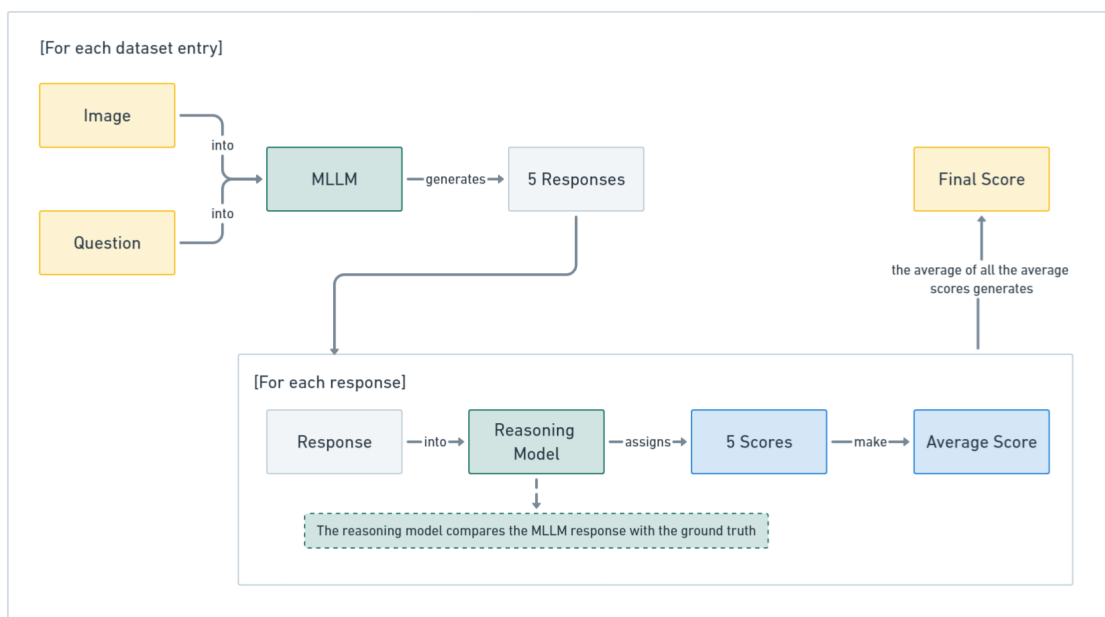 [For each dataset entry]
Image
into
MLLM
generates
5 Responses
Final Score
into
Question
the average of all the average
scores generates
[For each response]
Response
into
Reasoning
Model
assigns
5 Scores
make
Average Score
The reasoning model compares the MLLM response with the ground truth